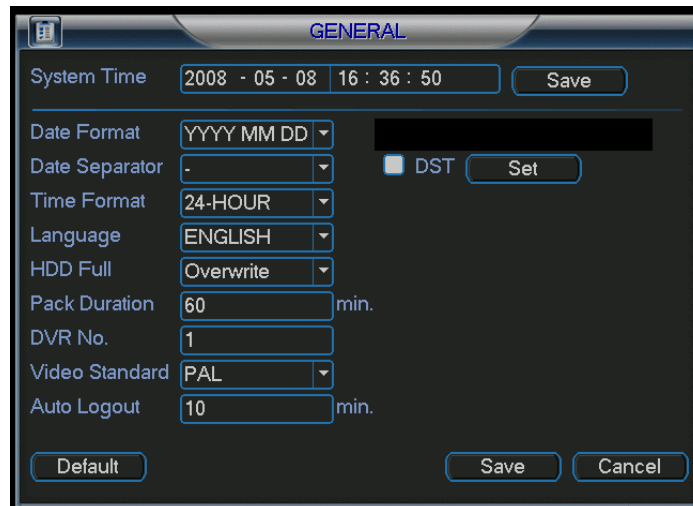 GENERAL
System Time 2008 - 05 - 08 16 : 36 : 50 Save
Date Format YYYY MM DD
Date Separator - DST Set
Time Format 24-HOUR
Language ENGLISH
HDD Full Overwrite
Pack Duration 60 min.
DVR No. 1
Video Standard PAL
Auto Logout 10 min.
Default Save Cancel